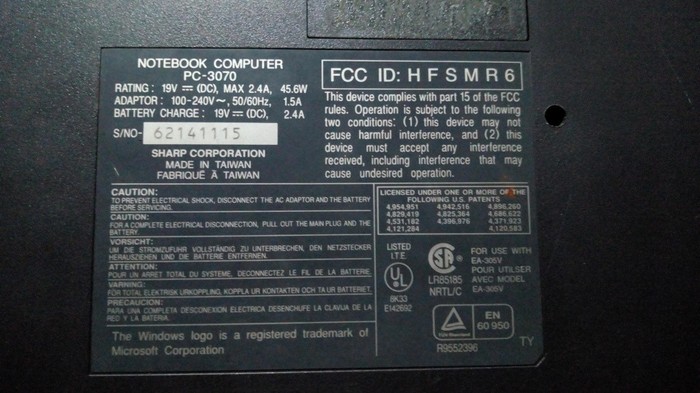 NOTEBOOK COMPUTER
PC-3070
RATING: 19V ⎓ (DC), MAX 2.4A, 45.6W
ADAPTOR: 100-240V～, 50/60Hz, 1.5A
BATTERY CHARGE: 19V ⎓ (DC), 2.4A
S/NO- 62141115
SHARP CORPORATION
MADE IN TAIWAN
FABRIQUÉ À TAIWAN
FCC ID: HFSMR6
This device complies with part 15 of the FCC
rules. Operation is subject to the following
two conditions: (1) this device may not
cause harmful interference, and (2) this
device must accept any interference
received, including interference that may
cause undesired operation.
CAUTION:
TO PREVENT ELECTRICAL SHOCK, DISCONNECT THE AC ADAPTOR AND THE BATTERY
BEFORE SERVICING.
CAUTION:
FOR A COMPLETE ELECTRICAL DISCONNECTION, PULL OUT THE MAIN PLUG AND THE
BATTERY.
VORSICHT:
UM DIE STROMZUFUHR VOLLSTÄNDIG ZU UNTERBRECHEN, DEN NETZSTECKER
HERAUSZIEHEN UND DIE BATTERIE ENTFERNEN.
ATTENTION:
POUR UN ARRET TOTAL DU SYSTEME, DECONNECTEZ LE FIL DE LA BATTERIE.
VARNING:
FÖR TOTAL ELEKTRISK URKOPPLING, KOPPLA UR KONTAKTEN OCH TA UR BATTERIET.
PRECAUCION:
PARA UNA COMPLETA DESCONEXION ELECTRICA DESENCHUFE LA CLAVIJA DE LA
RED Y LA BATERIA.
The Windows logo is a registered trademark of
Microsoft Corporation
LICENSED UNDER ONE OR MORE OF THE
FOLLOWING U.S. PATENTS
4,954,951 4,942,516 4,896,260
4,829,419 4,825,364 4,686,622
4,531,182 4,396,976 4,371,923
4,121,284 4,120,583
LISTED
I.T.E
UL
8K33
E142692
SA
LR85185
NRTL/C
FOR USE WITH
EA-305V
POUR UTILSER
AVEC MODEL
EA-305V
EN
60 950
R9552396
TY